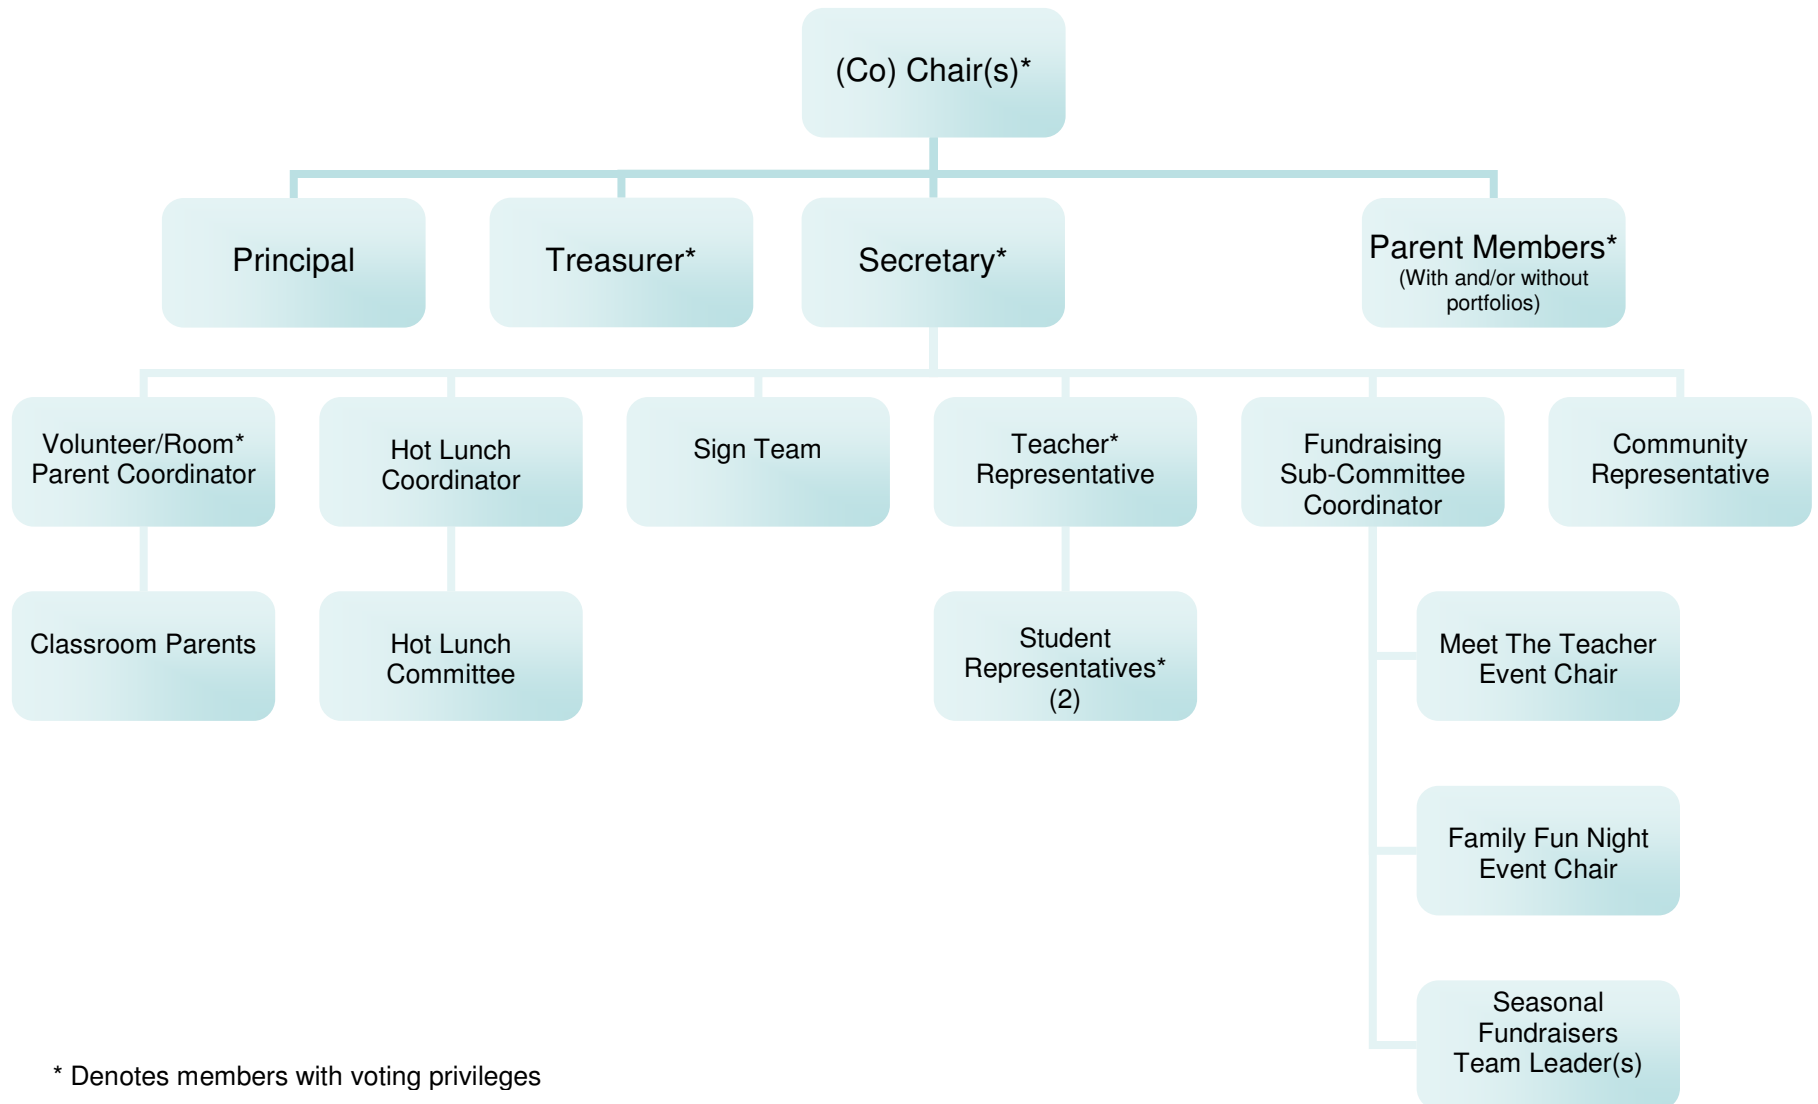 (Co) Chair(s)*
Principal
Treasurer*
Secretary*
Parent Members*
(With and/or without
portfolios)
Volunteer/Room*
Parent Coordinator
Hot Lunch
Coordinator
Sign Team
Teacher*
Representative
Fundraising
Sub-Committee
Coordinator
Community
Representative
Classroom Parents
Hot Lunch
Committee
Student
Representatives*
(2)
Meet The Teacher
Event Chair
Family Fun Night
Event Chair
Seasonal
Fundraisers
Team Leader(s)
* Denotes members with voting privileges